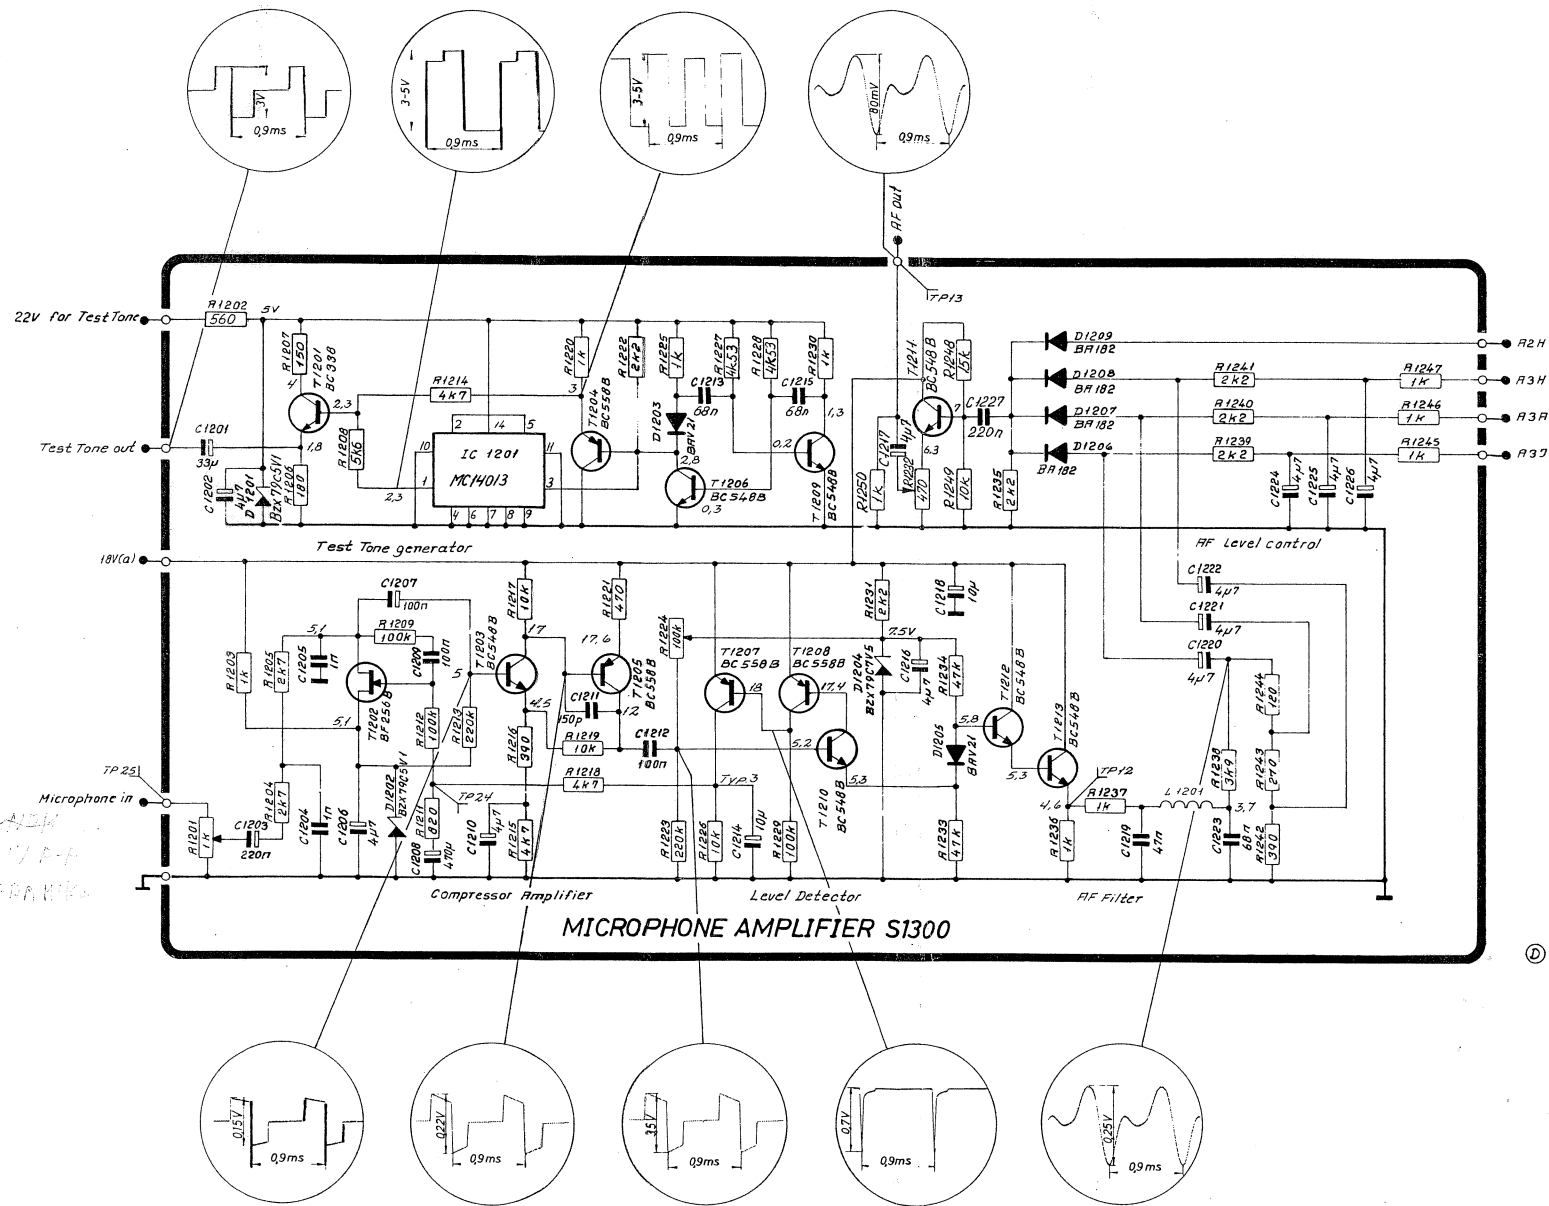 3V
0,9ms
3-5V
0,9ms
3-5V
0,9ms
80mV
0,9ms
AF Out
TP13
22V for Test Tone
R1202
560
5V
R1207
150
T1201
BC338
4
2,3
1,8
R1214
4k7
R1208
5k6
2,3
Test Tone out
C1201
33µ
C1202
4µ7
D1201
BZX79C5V1
R1206
180
IC 1201
MC14013
2
14
5
10
11
1
3
4
6
7
8
9
R1220
1k
3
T1204
BC558B
R1222
2k2
R1225
1k
D1203
BAV21
C1213
68n
R1227
4k53
R1228
4k53
C1215
68n
R1230
1k
1,3
0,2
2,8
T1206
BC548B
0,3
T1209
BC548B
T1211
BC548B
R1248
15k
7
6,3
C1227
220n
C1217
4µ7
R1250
1k
R1232
470
R1249
10k
R1235
2k2
D1209
BA182
D1208
BA182
D1207
BA182
D1206
BA182
R1241
2k2
R1240
2k2
R1239
2k2
R1247
1k
R1246
1k
R1245
1k
A2H
A3H
A3A
A3J
C1224
4µ7
C1225
4µ7
C1226
4µ7
Test Tone generator
AF Level control
18V(a)
R1203
1k
R1205
2k7
5,1
C1205
1n
C1207
100n
R1209
100k
C1209
100n
T1202
BF256B
5,1
R1212
100k
R1213
220k
5
T1203
BC548B
R1217
10k
17
4,5
R1216
390
R1221
470
17,6
T1205
BC558B
C1211
150p
12
R1219
10k
C1212
100n
R1218
4k7
R1224
100k
T1207
BC558B
18
T1208
BC558B
17,4
Typ.3
5,2
5,3
T1210
BC548B
R1231
2k2
7.5V
D1204
BZX79C7V5
C1216
4µ7
C1218
10µ
R1234
47k
5,8
D1205
BAV21
T1212
BC548B
5,3
T1213
BC548B
4,6
TP12
R1237
1k
L1201
3,7
C1222
4µ7
C1221
4µ7
C1220
4µ7
R1244
120
R1238
3k9
R1243
270
R1242
390
TP25
Microphone in
R1201
1k
C1203
220n
R1204
2k7
C1204
1n
C1206
4µ7
D1202
BZX79C5V1
TP24
R1211
820
C1208
470µ
C1210
4µ7
R1215
4k7
R1223
220k
R1226
10k
C1214
10µ
R1229
100k
R1233
47k
R1236
1k
C1219
47n
C1223
68n
Compressor Amplifier
Level Detector
AF Filter
MICROPHONE AMPLIFIER S1300
D
0,15V
0,9ms
0,22V
0,9ms
3,5V
0,9ms
0,7V
0,9ms
0,25V
0,9ms